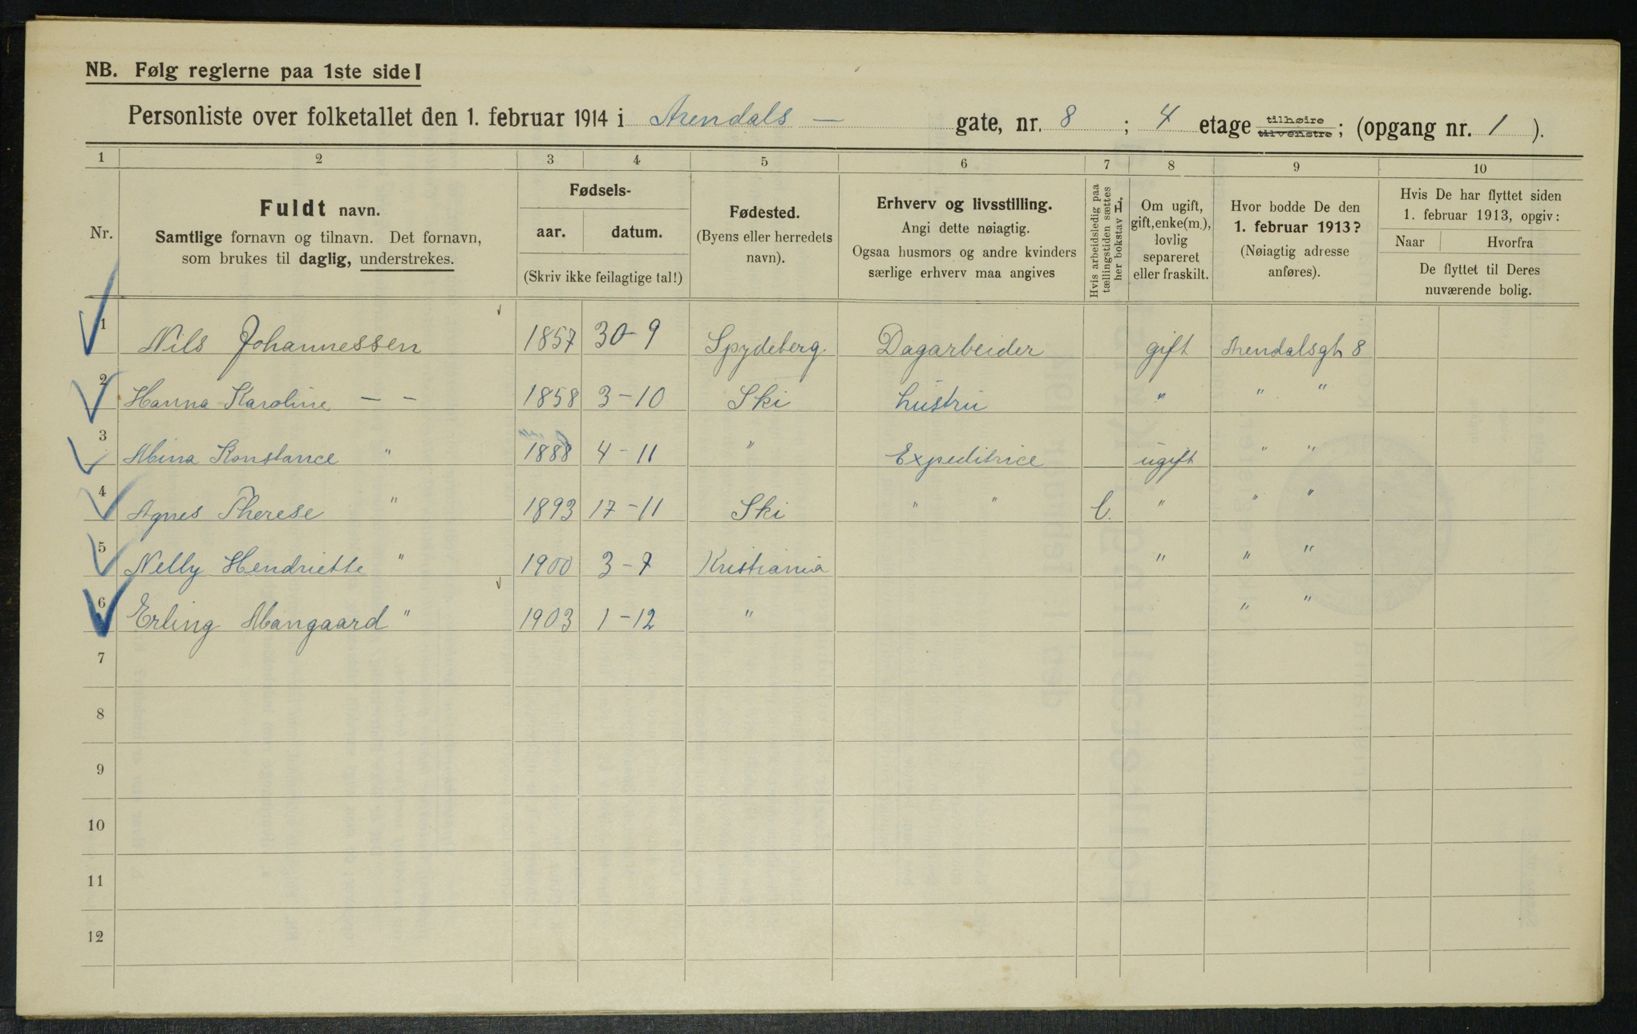 NB. Følg reglerne paa 1ste side!
Personliste over folketallet den 1. februar 1914 i Arendals — gate, nr. 8 ; 4 etage tilhøire tilvenstre ; (opgang nr. 1 ).
1 2 3 4 5 6 7 8 9 10
Nr.
Fuldt navn.
Samtlige fornavn og tilnavn. Det fornavn,
som brukes til daglig, understrekes.
Fødsels-
aar. datum.
(Skriv ikke feilagtige tal!)
Fødested.
(Byens eller herredets
navn).
Erhverv og livsstilling.
Angi dette nøiagtig.
Ogsaa husmors og andre kvinders
særlige erhverv maa angives
Hvis arbeidsledig paa
tællingstiden sættes
her bokstav L.
Om ugift,
gift, enke(m.),
lovlig
separeret
eller fraskilt.
Hvor bodde De den
1. februar 1913?
(Nøiagtig adresse
anføres).
Hvis De har flyttet siden
1. februar 1913, opgiv:
Naar Hvorfra
De flyttet til Deres
nuværende bolig.
1 Nils Johannessen 1857 30-9 Spydeberg. Dagarbeider gift Arendalsgt 8
2 Hanna Karoline — — 1858 3-10 Ski hustru " " "
3 Mina Konstance " 1888 4-11 " Expeditrice ugift " "
4 Agnes Therese " 1893 17-11 Ski " " l. " " "
5 Nelly Hendriette " 1900 3-7 Kristiania " " "
6 Erling Mangaard " 1903 1-12 " " "
7
8
9
10
11
12